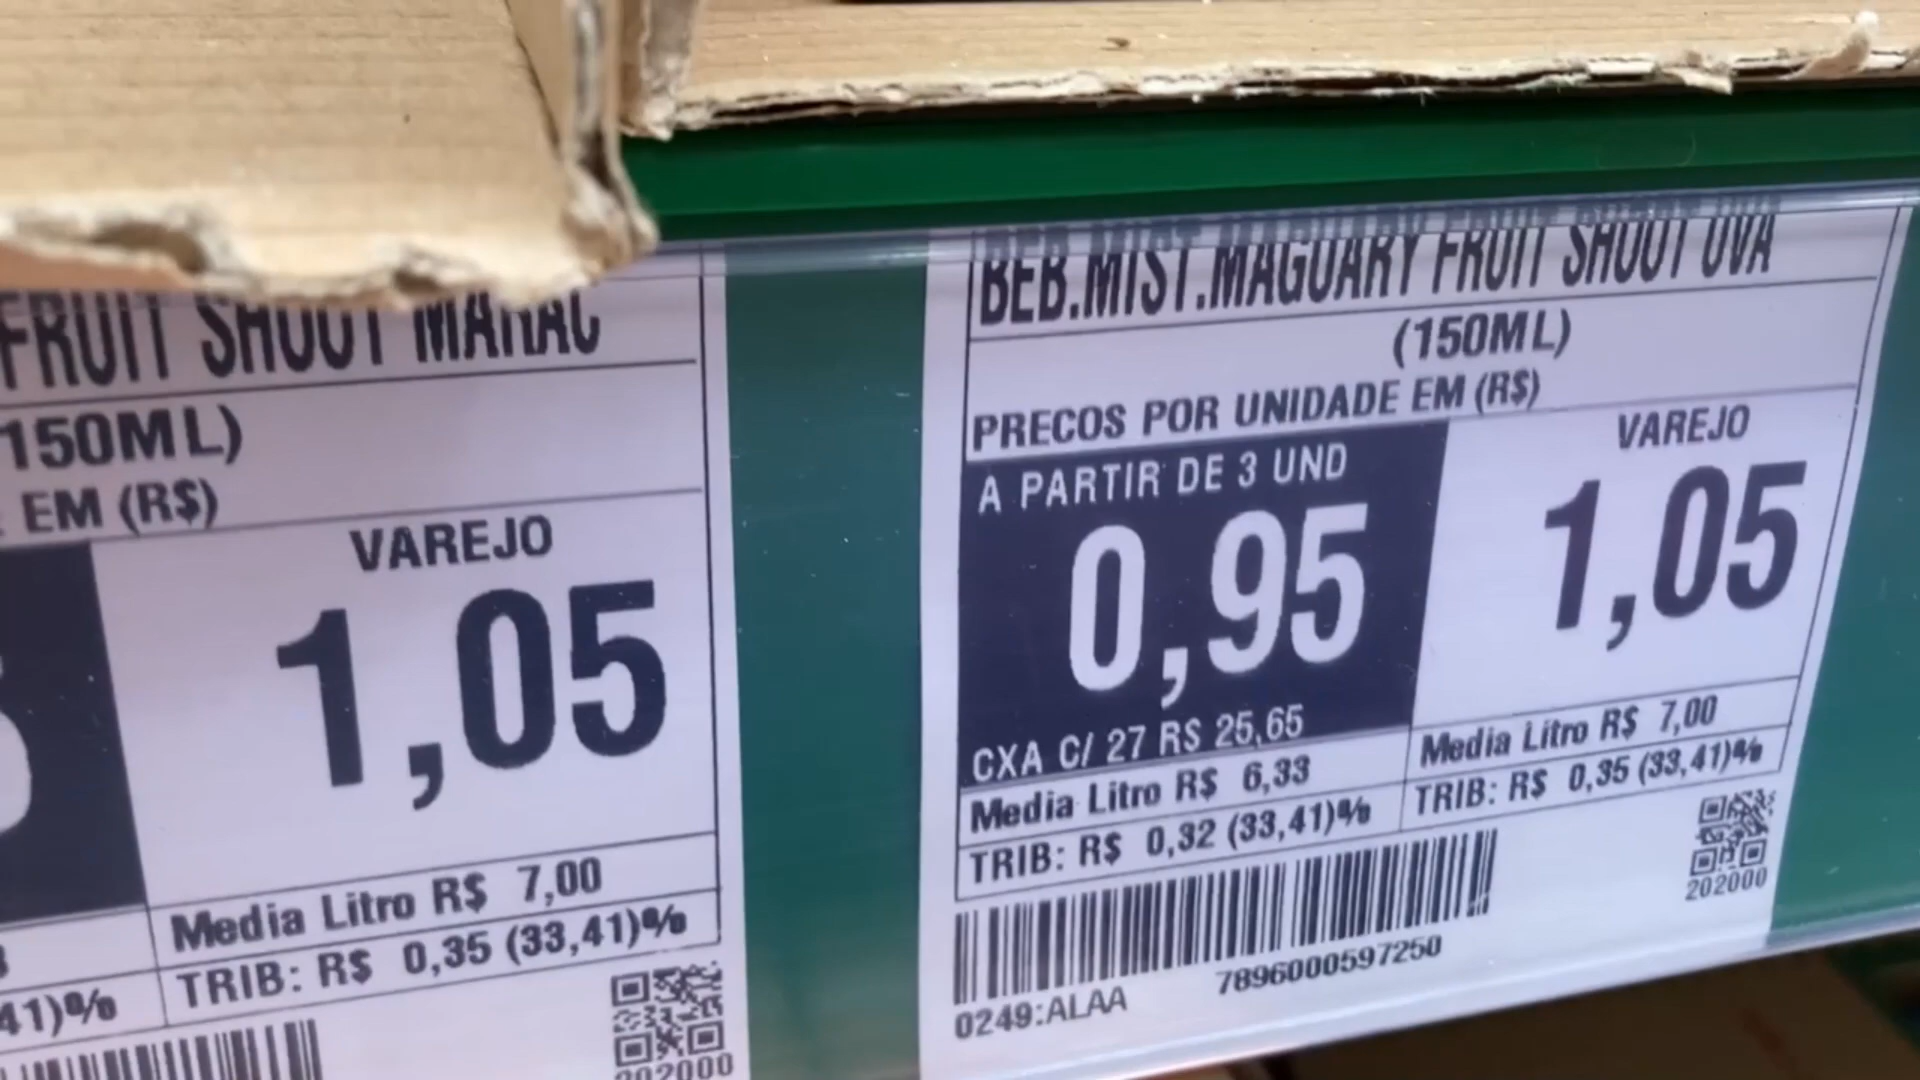 FRUIT SHOOT MARAC
150ML)
EM (R$)
VAREJO
1,05
Media Litro R$ 7,00
TRIB: R$ 0,35 (33,41)%
41)%
202000
BEB.MIST.MAGUARY FRUIT SHOOT UVA
(150ML)
PRECOS POR UNIDADE EM (R$)
A PARTIR DE 3 UND
0,95
CXA C/ 27 R$ 25,65
Media Litro R$ 6,33
TRIB: R$ 0,32 (33,41)%
VAREJO
1,05
Media Litro R$ 7,00
TRIB: R$ 0,35 (33,41)%
202000
7896000597250
0249:ALAA